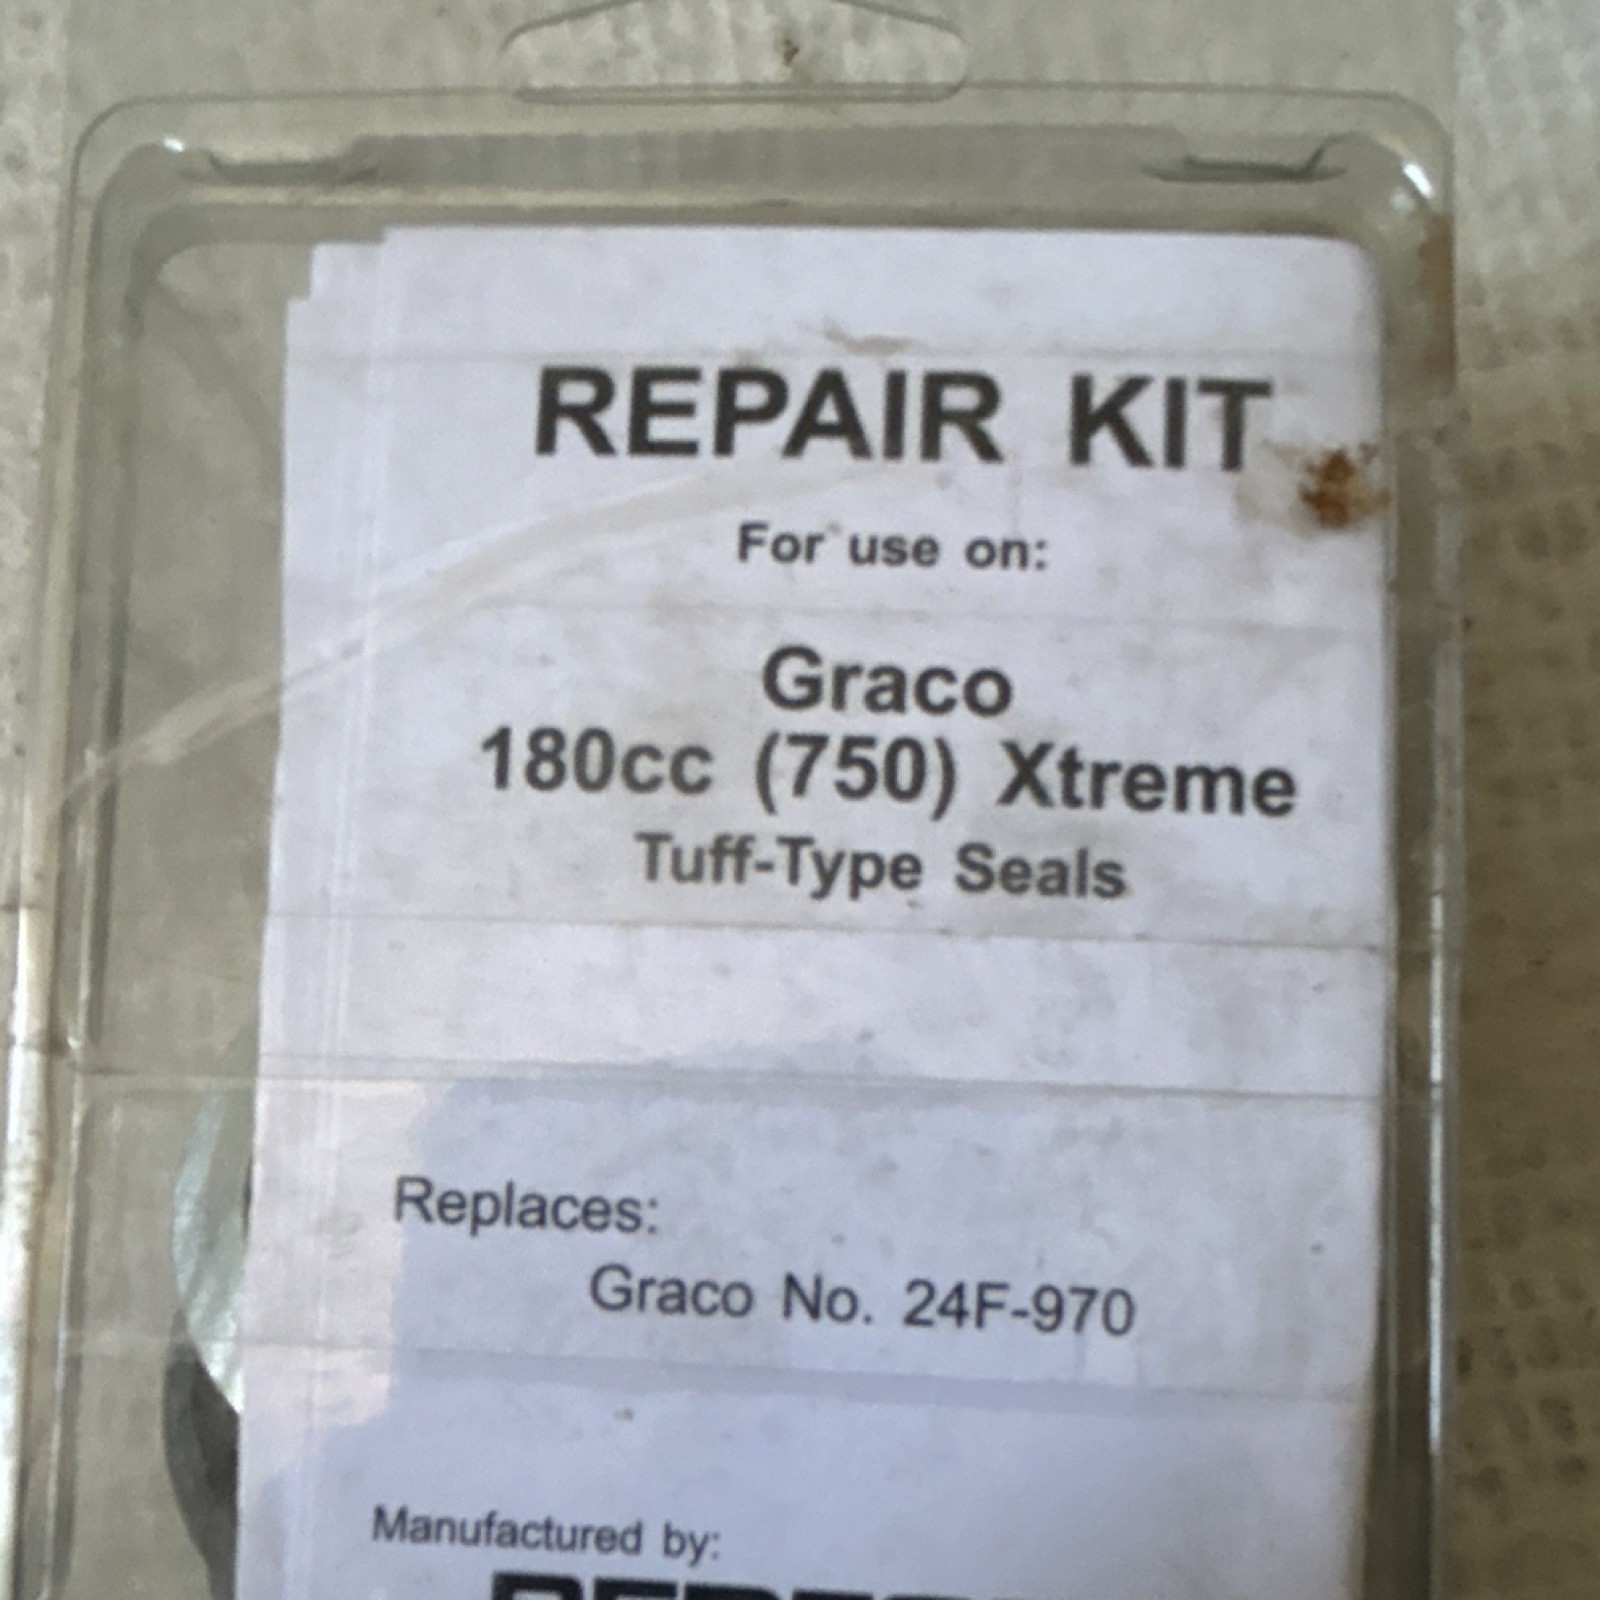 REPAIR KIT
For use on:
Graco
180cc (750) Xtreme
Tuff-Type Seals
Replaces:
Graco No. 24F-970
Manufactured by: